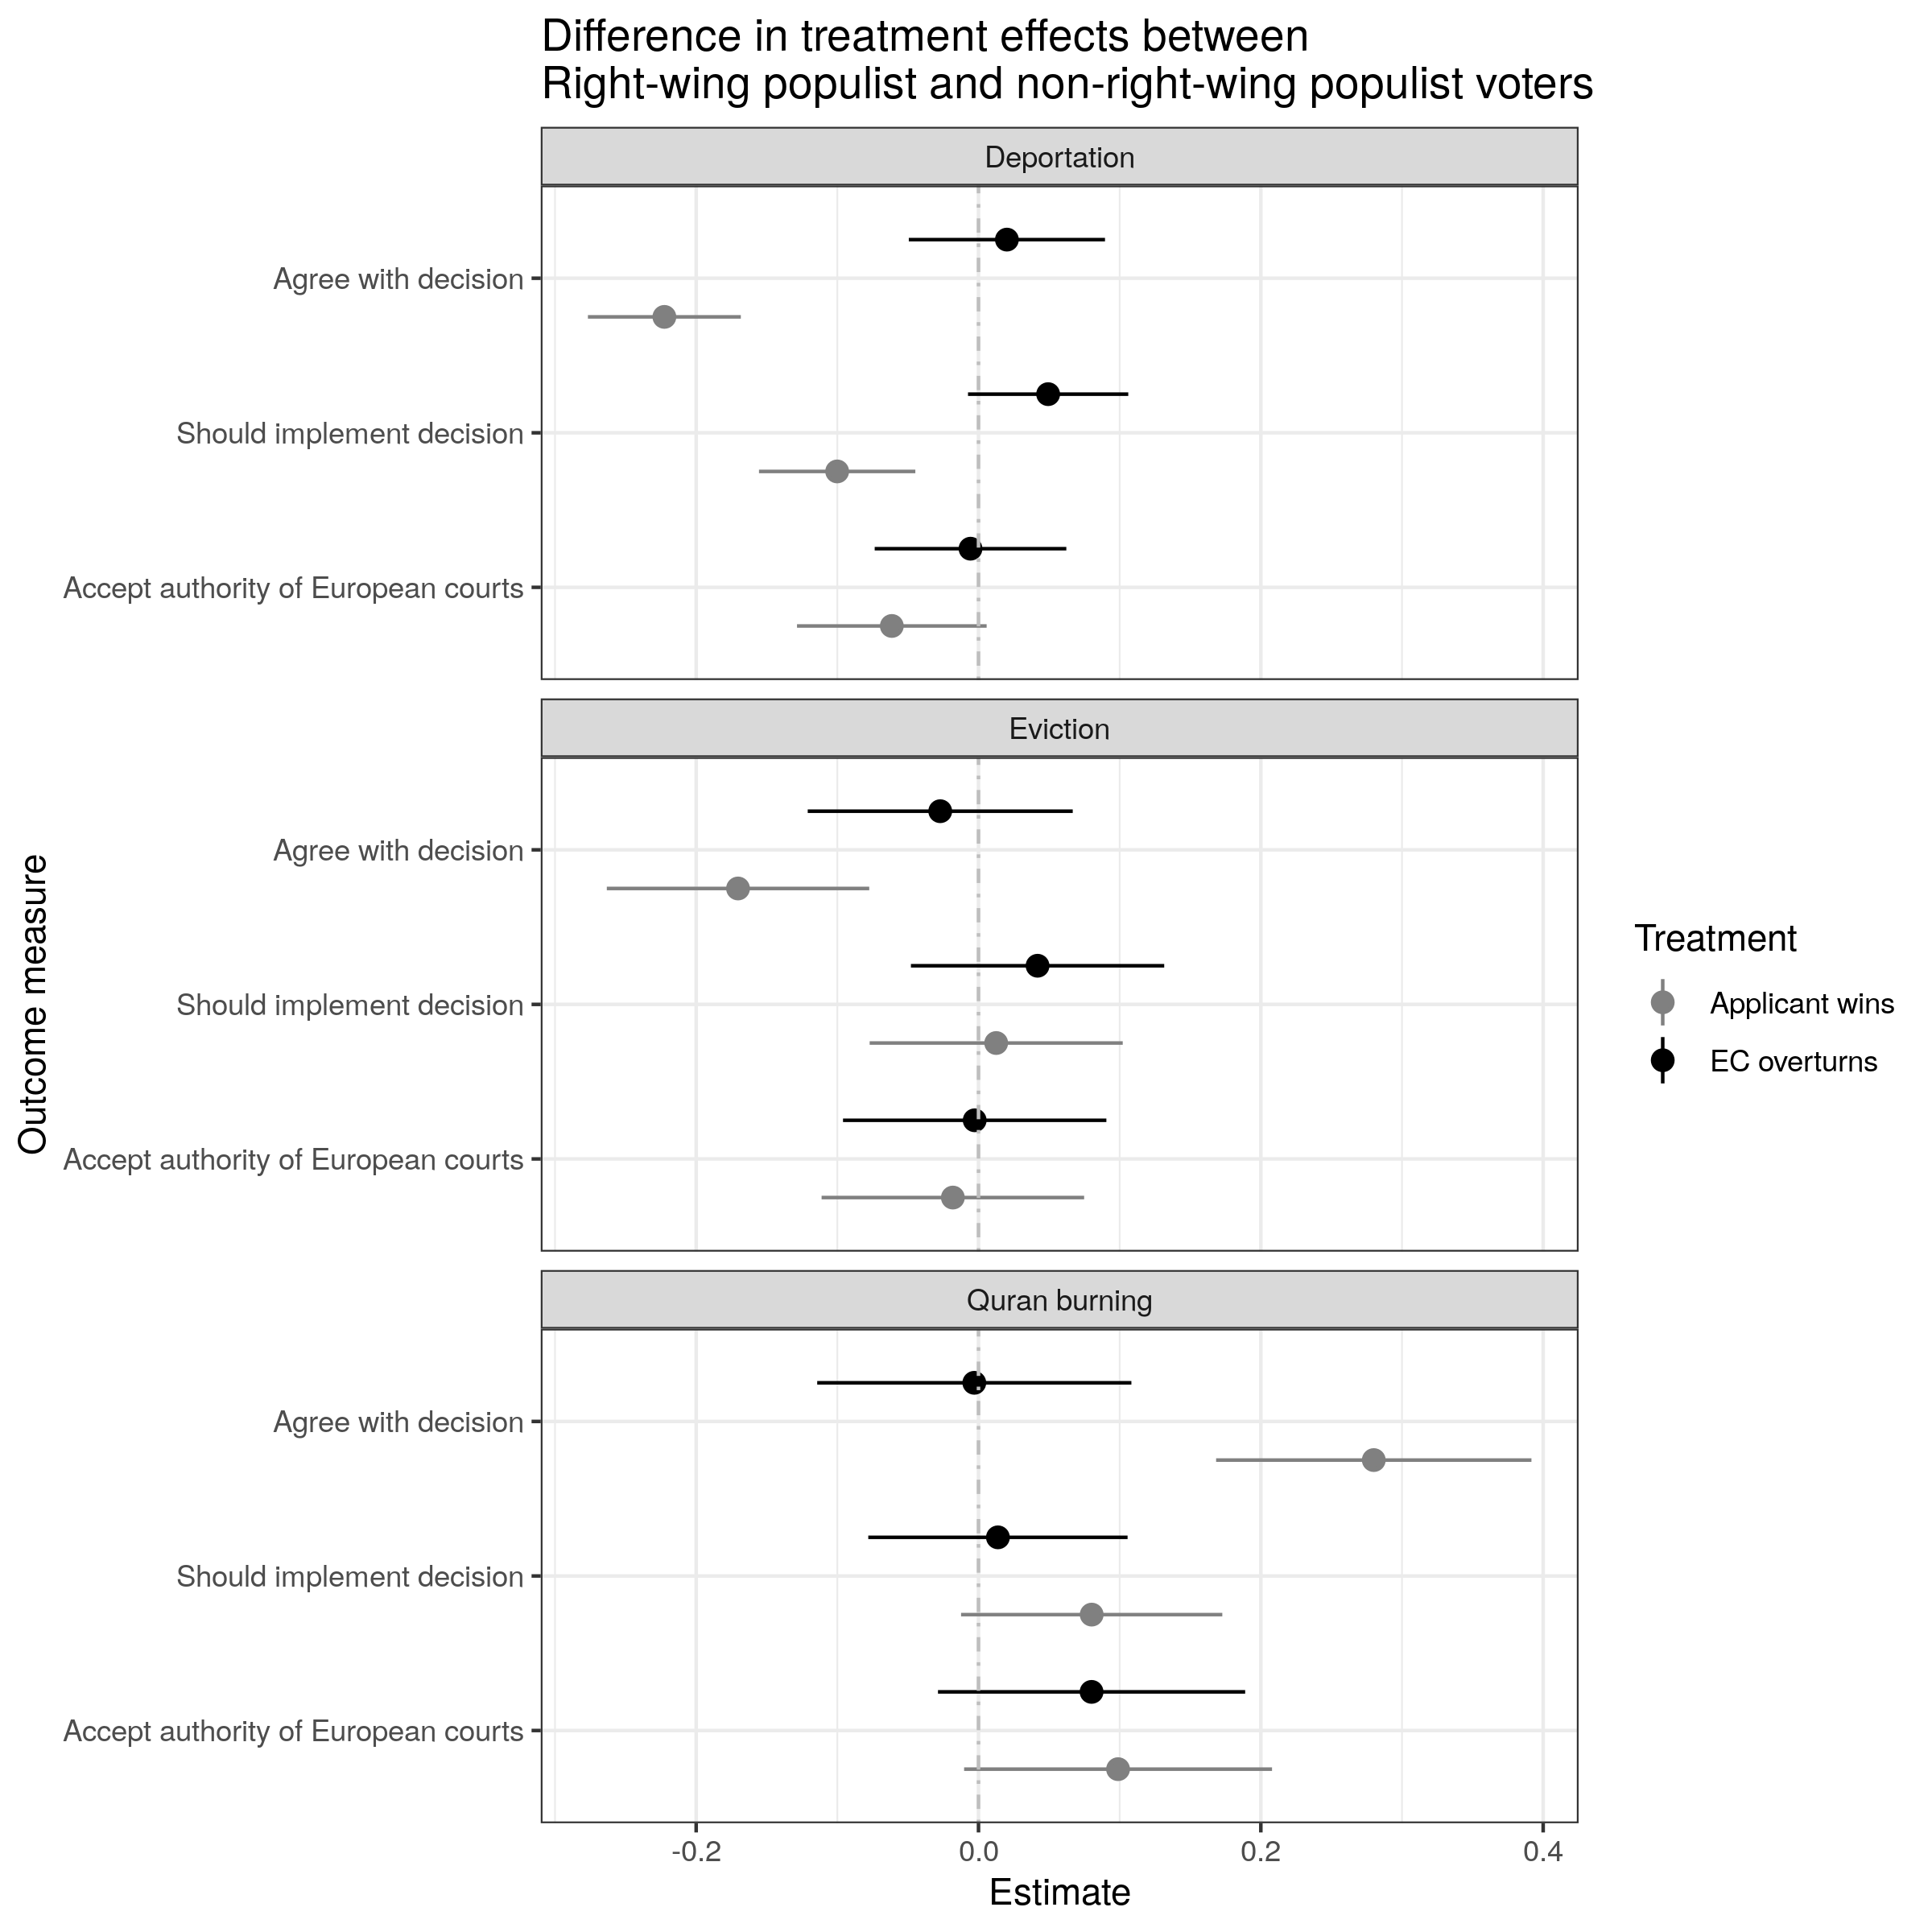 Difference in treatment effects between
Right-wing populist and non-right-wing populist voters
Deportation
Agree with decision
Should implement decision
Accept authority of European courts
Eviction
Agree with decision
Should implement decision
Accept authority of European courts
Quran burning
Agree with decision
Should implement decision
Accept authority of European courts
-0.2 0.0 0.2 0.4
Estimate
Outcome measure
Treatment
Applicant wins
EC overturns